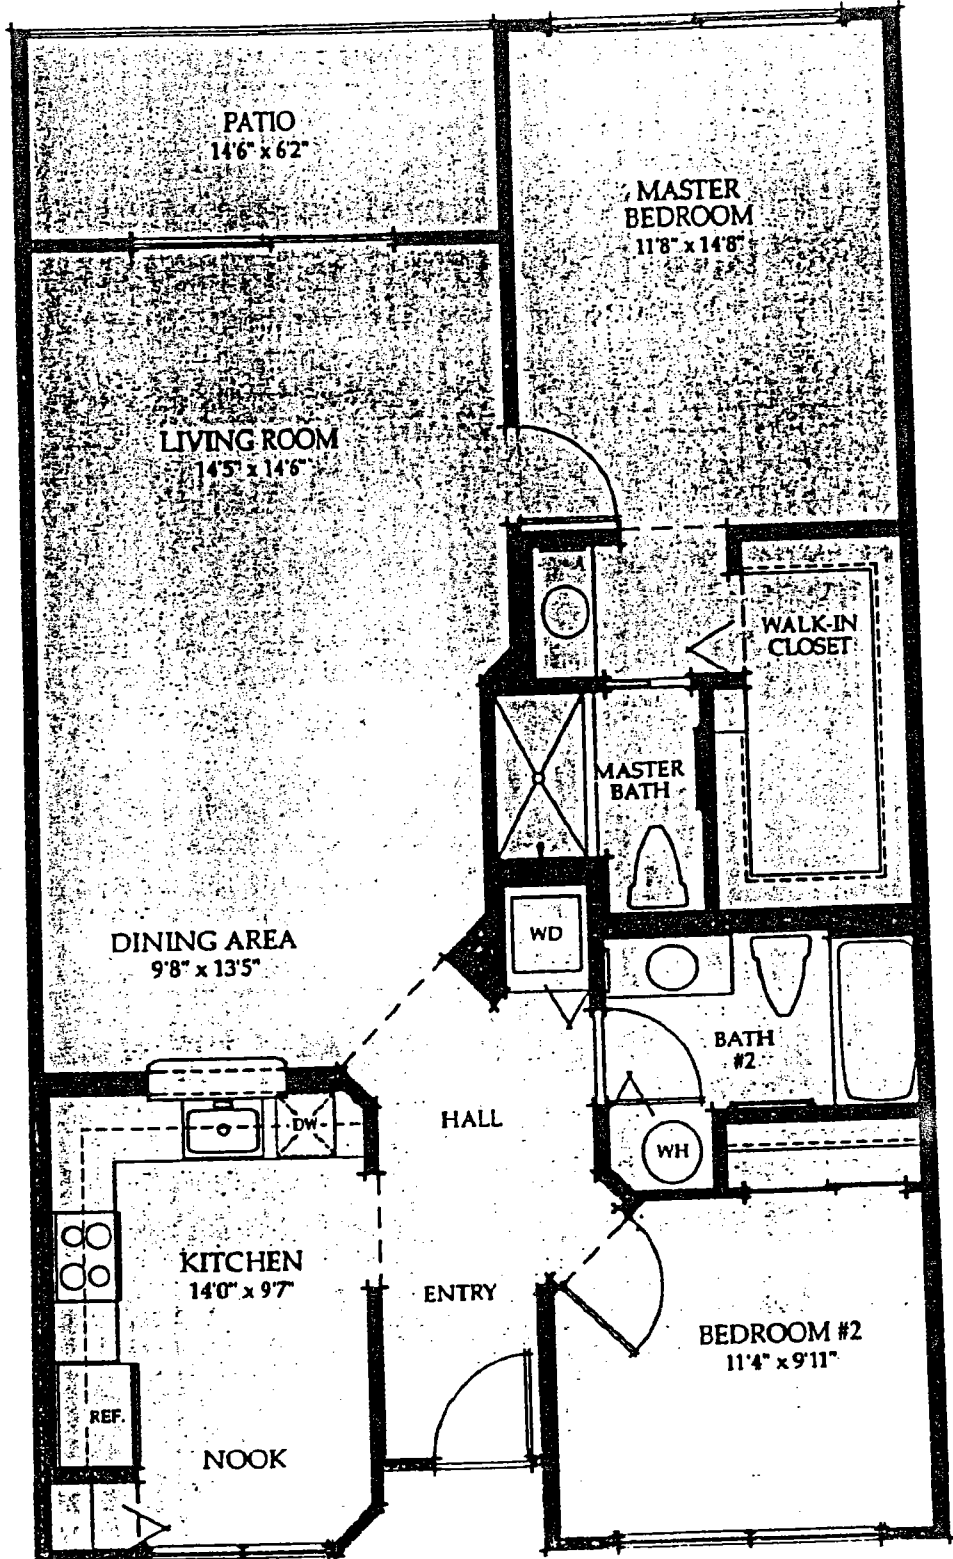 PATIO
14'6" x 6'2"
MASTER
BEDROOM
11'8" x 14'8"
LIVING ROOM
14'5" x 14'6"
WALK-IN
CLOSET
MASTER
BATH
WD
DINING AREA
9'8" x 13'5"
BATH
#2
HALL
DW
WH
KITCHEN
14'0" x 9'7"
ENTRY
BEDROOM #2
11'4" x 9'11"
REF.
NOOK